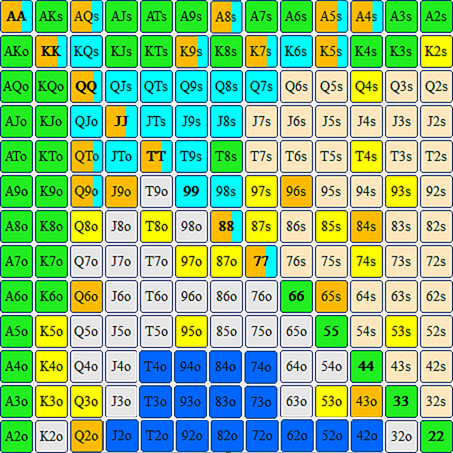 AA AKs AQs AJs ATs A9s A8s A7s A6s A5s A4s A3s A2s
AKo KK KQs KJs KTs K9s K8s K7s K6s K5s K4s K3s K2s
AQo KQo QQ QJs QTs Q9s Q8s Q7s Q6s Q5s Q4s Q3s Q2s
AJo KJo QJo JJ JTs J9s J8s J7s J6s J5s J4s J3s J2s
ATo KTo QTo JTo TT T9s T8s T7s T6s T5s T4s T3s T2s
A9o K9o Q9o J9o T9o 99 98s 97s 96s 95s 94s 93s 92s
A8o K8o Q8o J8o T8o 98o 88 87s 86s 85s 84s 83s 82s
A7o K7o Q7o J7o T7o 97o 87o 77 76s 75s 74s 73s 72s
A6o K6o Q6o J6o T6o 96o 86o 76o 66 65s 64s 63s 62s
A5o K5o Q5o J5o T5o 95o 85o 75o 65o 55 54s 53s 52s
A4o K4o Q4o J4o T4o 94o 84o 74o 64o 54o 44 43s 42s
A3o K3o Q3o J3o T3o 93o 83o 73o 63o 53o 43o 33 32s
A2o K2o Q2o J2o T2o 92o 82o 72o 62o 52o 42o 32o 22